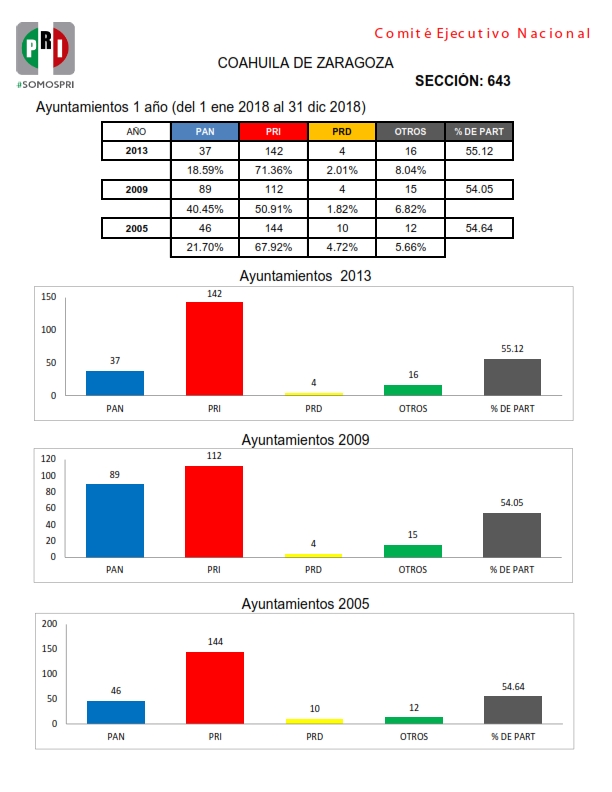 PRI
#SOMOSPRI
Comité Ejecutivo Nacional
COAHUILA DE ZARAGOZA
SECCIÓN: 643
Ayuntamientos 1 año (del 1 ene 2018 al 31 dic 2018)
AÑO PAN PRI PRD OTROS % DE PART
2013 37 142 4 16 55.12
18.59% 71.36% 2.01% 8.04%
2009 89 112 4 15 54.05
40.45% 50.91% 1.82% 6.82%
2005 46 144 10 12 54.64
21.70% 67.92% 4.72% 5.66%
Ayuntamientos 2013
150
100
50
0
37
142
4
16
55.12
PAN PRI PRD OTROS % DE PART
Ayuntamientos 2009
120
100
80
60
40
20
0
89
112
4
15
54.05
PAN PRI PRD OTROS % DE PART
Ayuntamientos 2005
200
150
100
50
0
46
144
10
12
54.64
PAN PRI PRD OTROS % DE PART